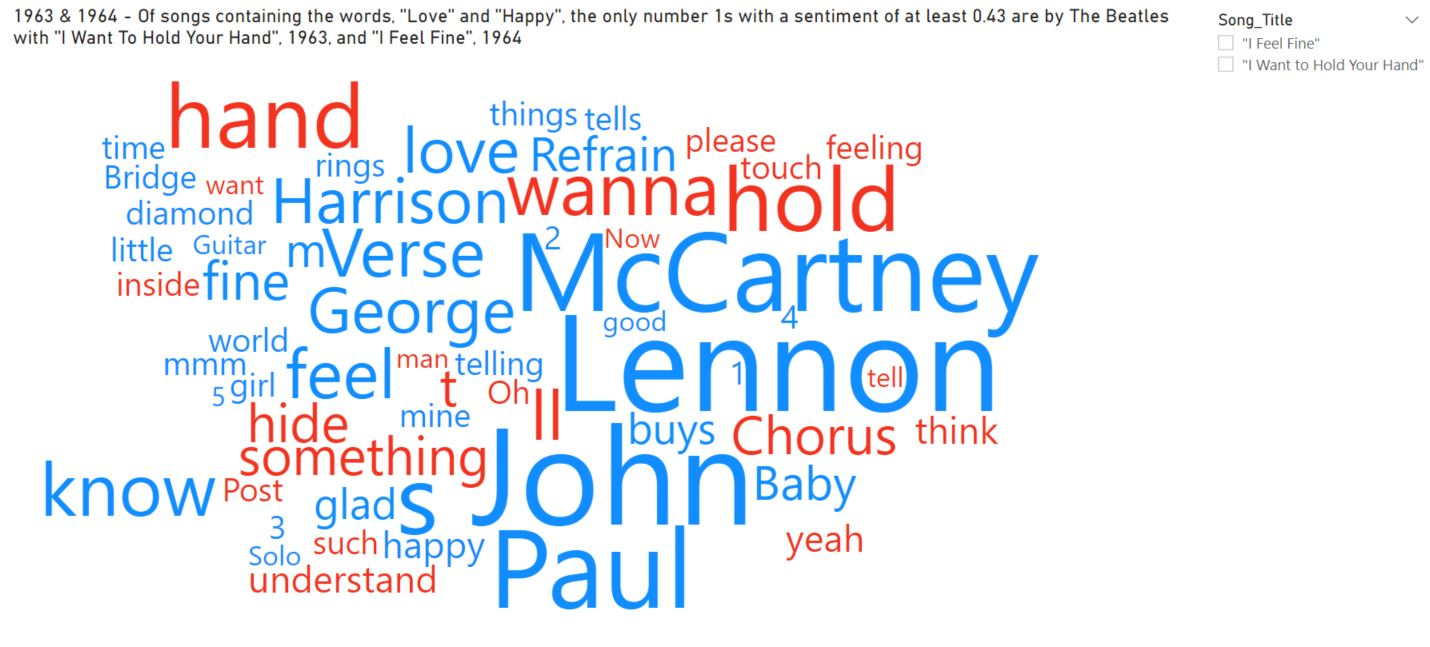 1963 & 1964 - Of songs containing the words, "Love" and "Happy", the only number 1s with a sentiment of at least 0.43 are by The Beatles
with "I Want To Hold Your Hand", 1963, and "I Feel Fine", 1964
Song_Title
"I Feel Fine"
"I Want to Hold Your Hand"
hand
things
tells
time
love
Refrain
please
feeling
rings
touch
Bridge
want
Harrison
wanna
hold
diamond
little
Guitar
m
Verse
2
Now
McCartney
inside
fine
George
good
4
world
Lennon
mmm
feel
man
telling
1
tell
5
girl
t
Oh
ll
hide
mine
buys
Chorus
think
something
John
know
Post
glad
s
Baby
3
Solo
such
happy
Paul
yeah
understand